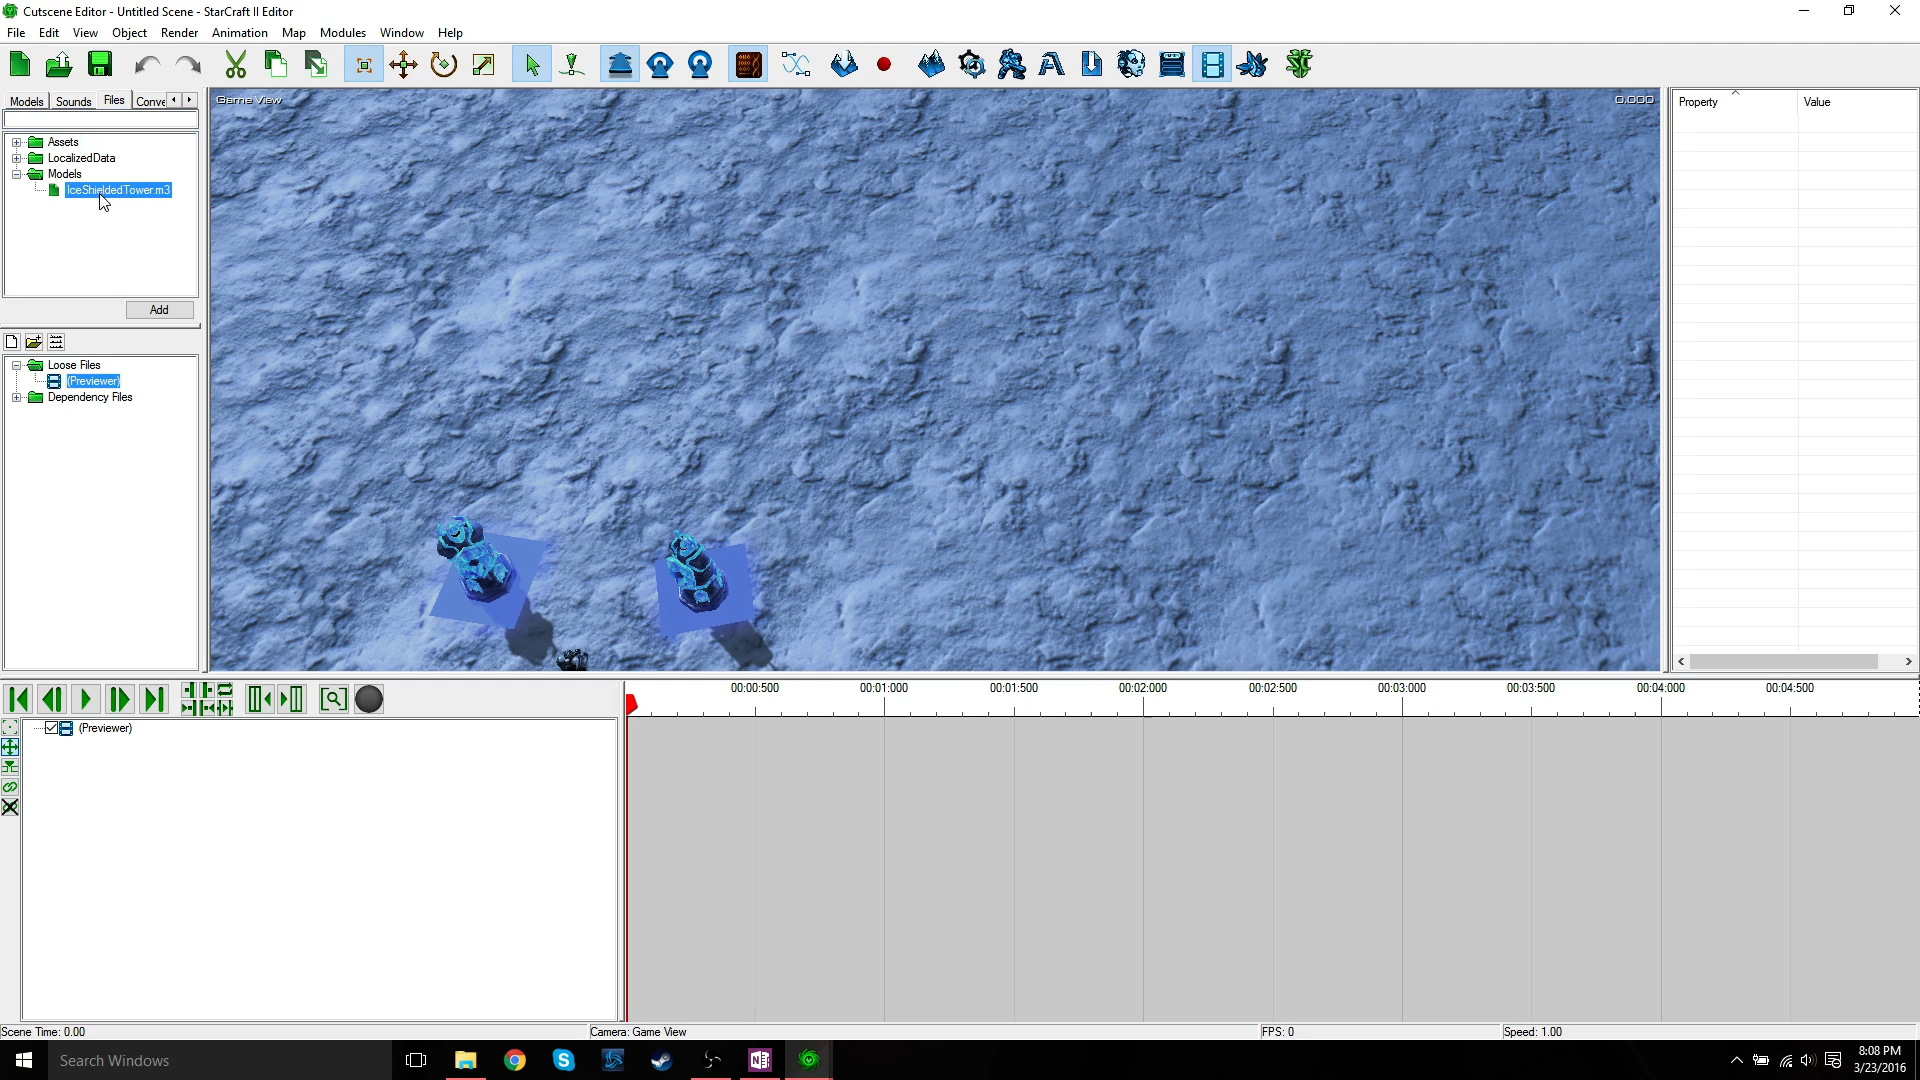 Cutscene Editor - Untitled Scene - StarCraft II Editor
File Edit View Object Render Animation Map Modules Window Help
Models Sounds Files Conve
Game View
0.000
Property Value
Assets
LocalizedData
Models
IceShieldedTower.m3
Add
Loose Files
(Previewer)
Dependency Files
00:00:500 00:01:000 00:01:500 00:02:000 00:02:500 00:03:000 00:03:500 00:04:000 00:04:500
(Previewer)
Scene Time: 0.00
Camera: Game View
FPS: 0
Speed: 1.00
Search Windows
8:08 PM
3/23/2016